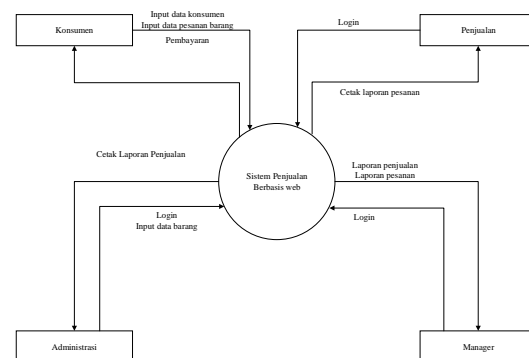 Konsumen
Input data konsumen
Input data pesanan barang
Pembayaran
Login
Penjualan
Cetak laporan pesanan
Cetak Laporan Penjualan
Sistem Penjualan
Berbasis web
Laporan penjualan
Laporan pesanan
Login
Input data barang
Login
Administrasi
Manager